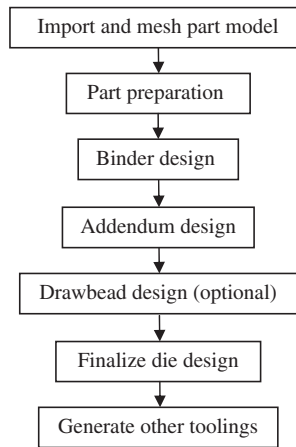 Import and mesh part model
Part preparation
Binder design
Addendum design
Drawbead design (optional)
Finalize die design
Generate other toolings